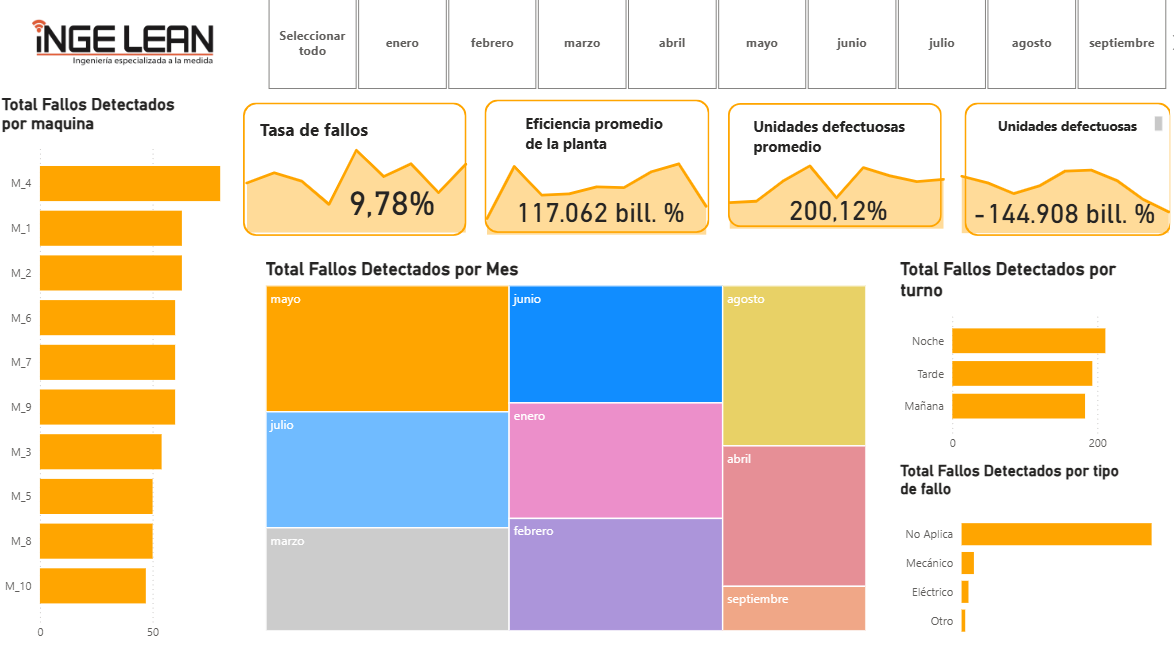 iNGE LEAN
Ingeniería especializada a la medida
Seleccionar
todo
enero
febrero
marzo
abril
mayo
junio
julio
agosto
septiembre
Total Fallos Detectados
por maquina
M_4
M_1
M_2
M_6
M_7
M_9
M_3
M_5
M_8
M_10
0
50
Tasa de fallos
9,78%
Eficiencia promedio
de la planta
117.062 bill. %
Unidades defectuosas
promedio
200,12%
Unidades defectuosas
-144.908 bill. %
Total Fallos Detectados por Mes
mayo
julio
marzo
junio
enero
febrero
agosto
abril
septiembre
Total Fallos Detectados por
turno
Noche
Tarde
Mañana
0
200
Total Fallos Detectados por tipo
de fallo
No Aplica
Mecánico
Eléctrico
Otro